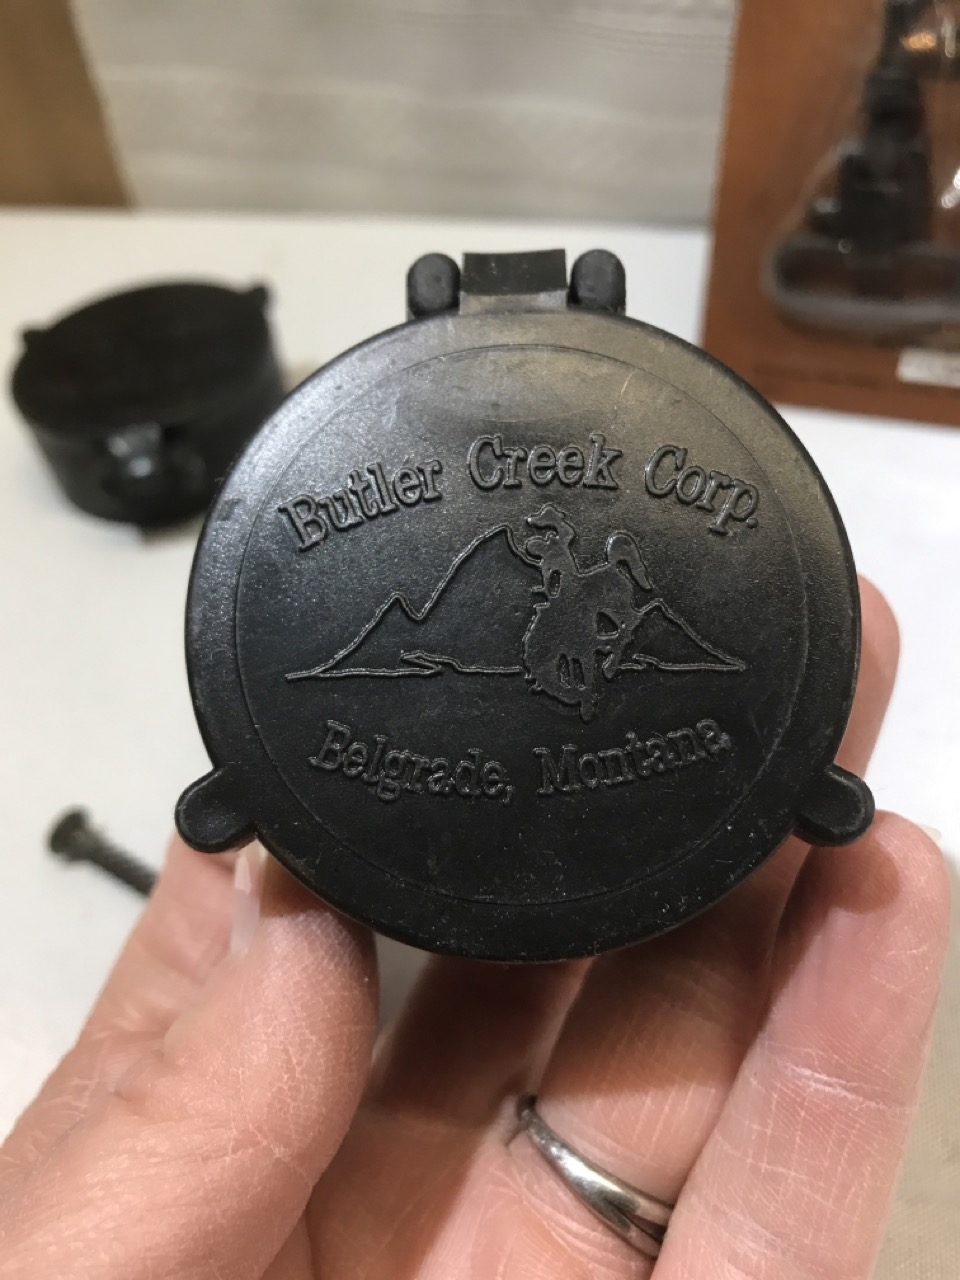 Butler Creek Corp.
Belgrade, Montana